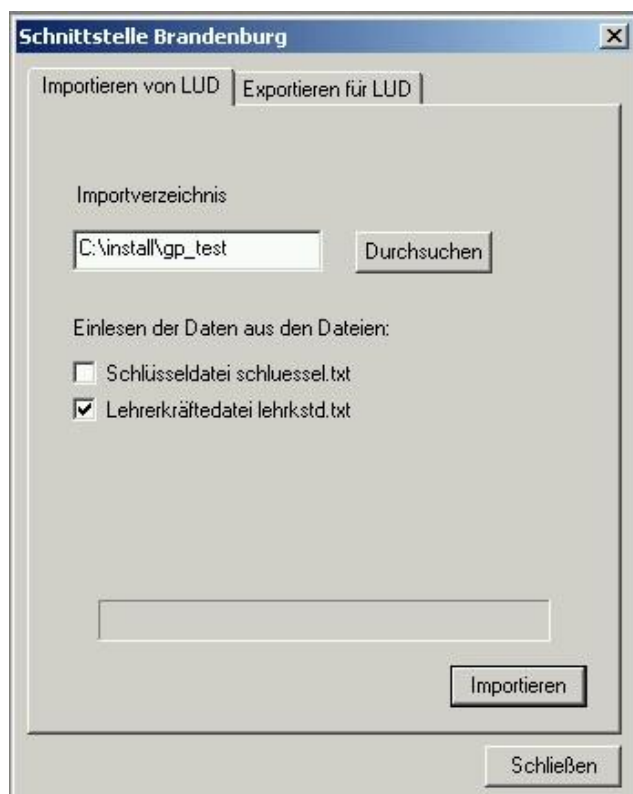 Schnittstelle Brandenburg
Importieren von LUD
Exportieren für LUD
Importverzeichnis
C:\install\gp_test
Durchsuchen
Einlesen der Daten aus den Dateien:
Schlüsseldatei schluessel.txt
Lehrerkräftedatei lehrkstd.txt
Importieren
Schließen